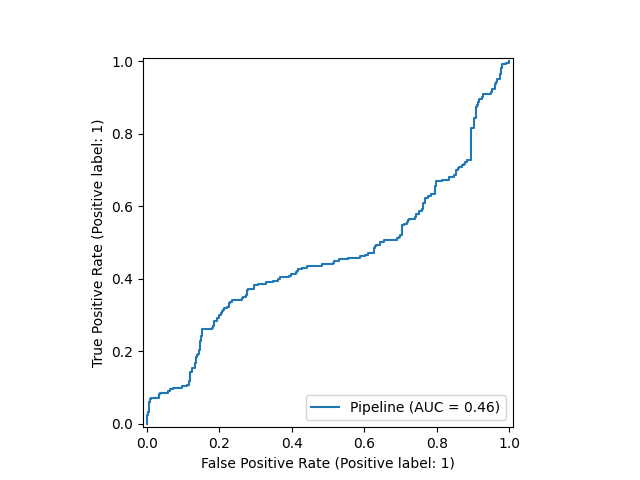 1.0
0.8
0.6
0.4
0.2
0.0
True Positive Rate (Positive label: 1)
Pipeline (AUC = 0.46)
0.0 0.2 0.4 0.6 0.8 1.0
False Positive Rate (Positive label: 1)